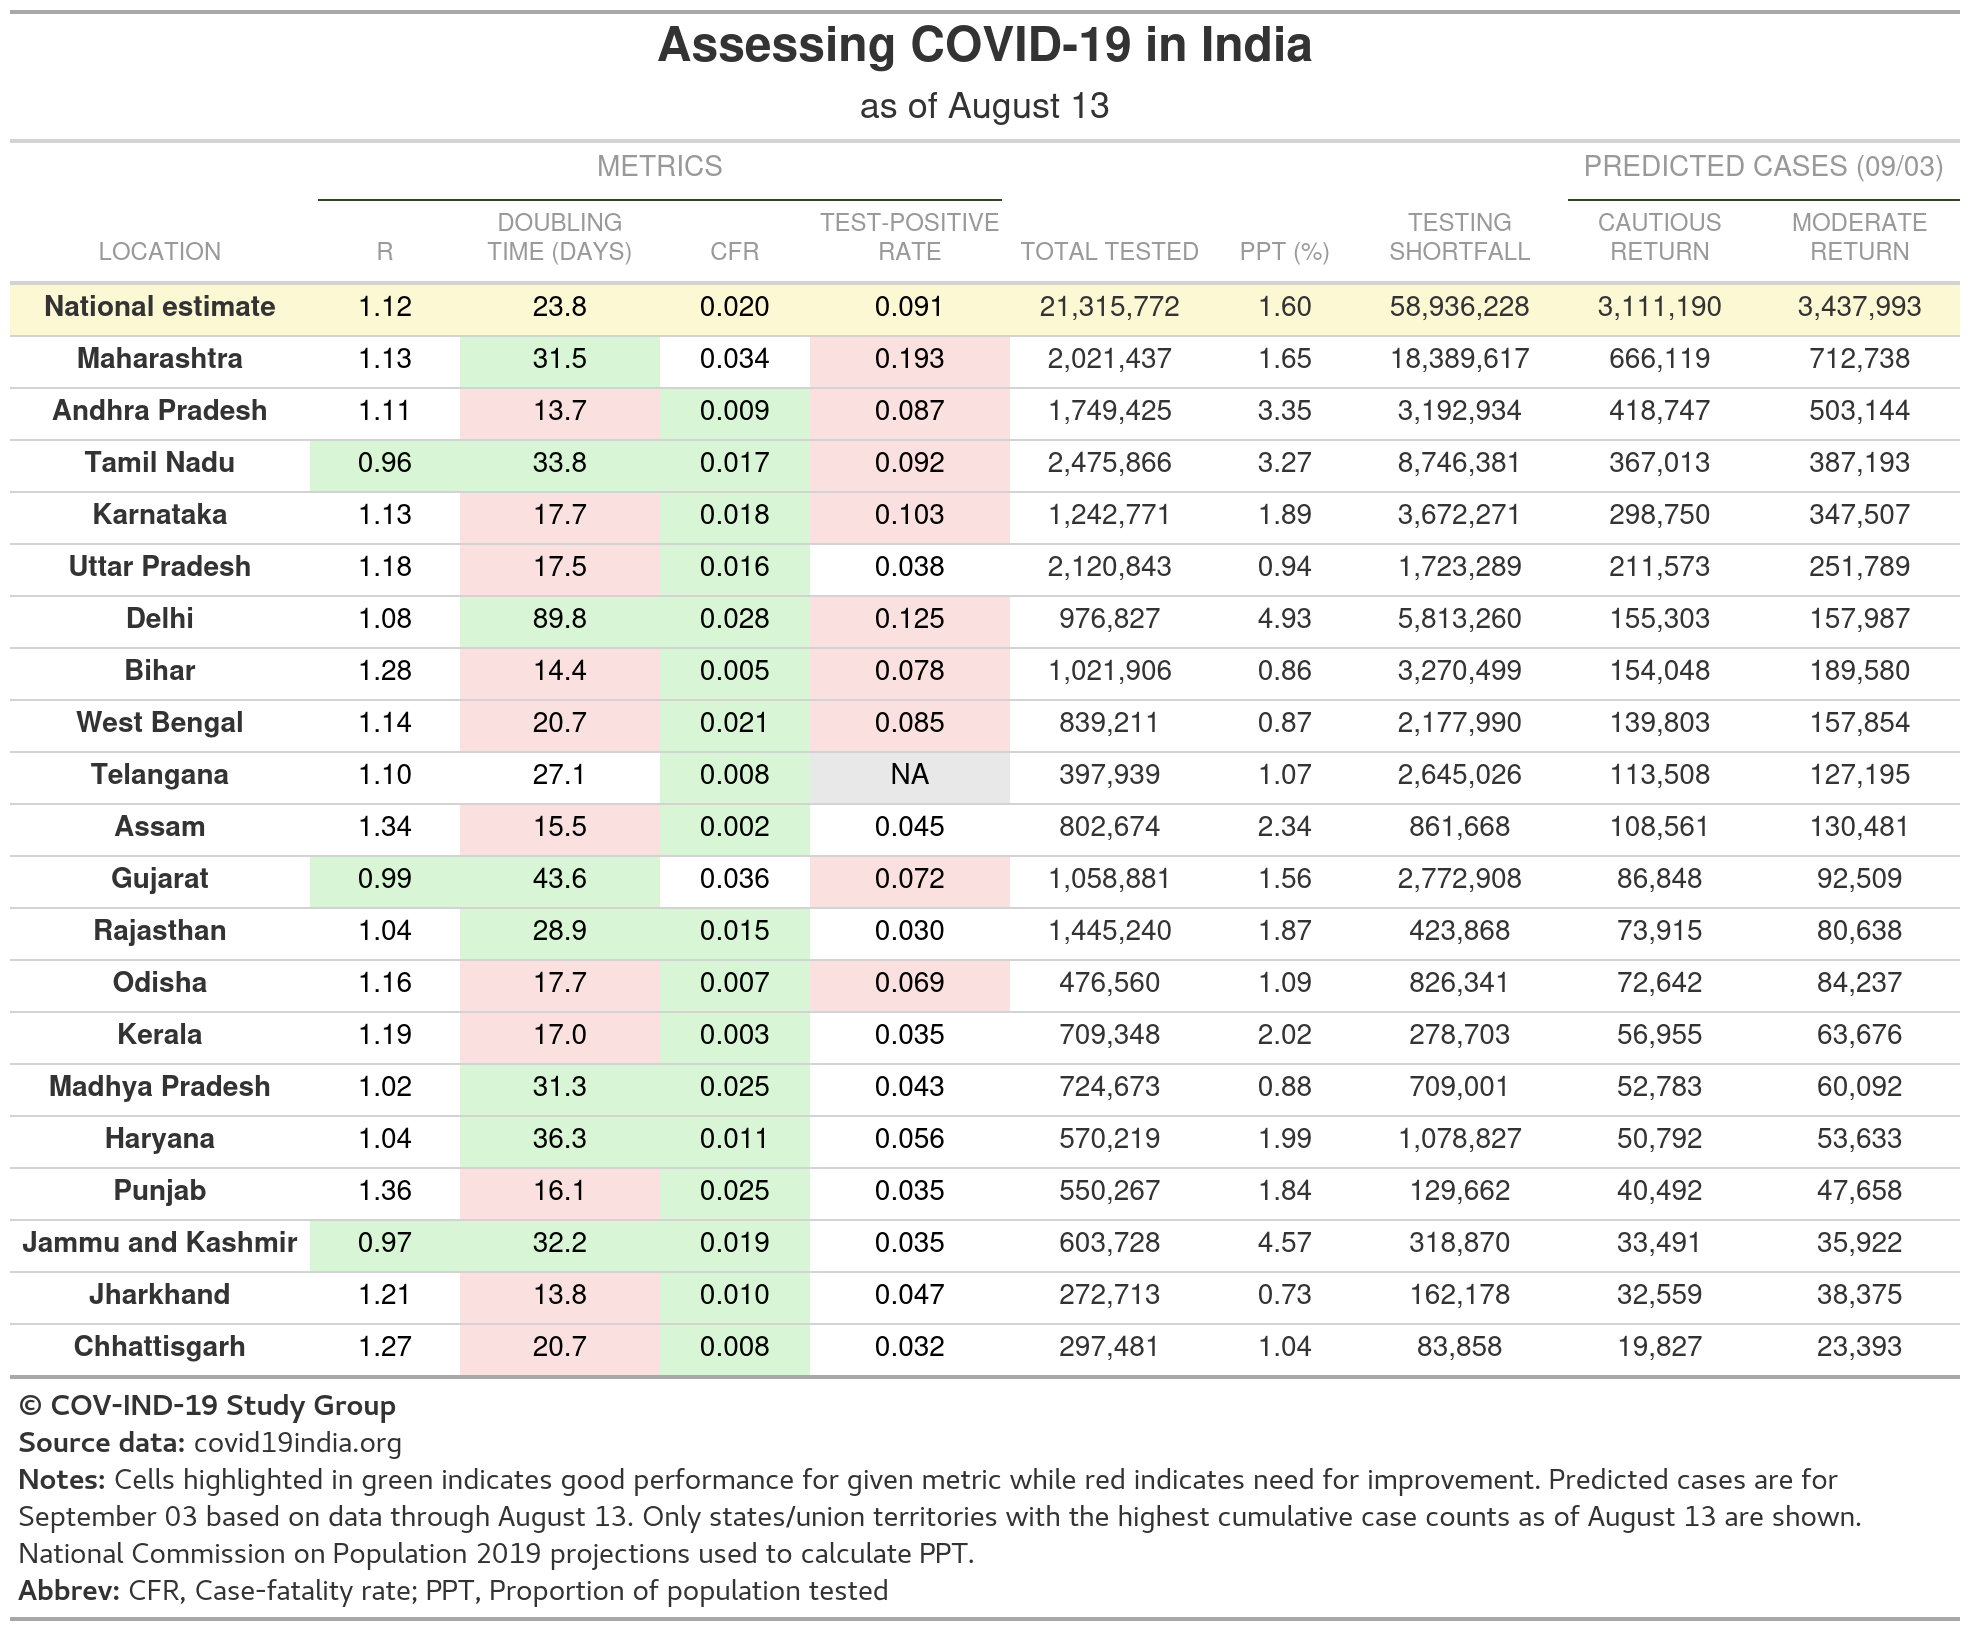 Assessing COVID-19 in India
as of August 13
METRICS PREDICTED CASES (09/03)
LOCATION R DOUBLING TIME (DAYS) CFR TEST-POSITIVE RATE TOTAL TESTED PPT (%) TESTING SHORTFALL CAUTIOUS RETURN MODERATE RETURN
National estimate 1.12 23.8 0.020 0.091 21,315,772 1.60 58,936,228 3,111,190 3,437,993
Maharashtra 1.13 31.5 0.034 0.193 2,021,437 1.65 18,389,617 666,119 712,738
Andhra Pradesh 1.11 13.7 0.009 0.087 1,749,425 3.35 3,192,934 418,747 503,144
Tamil Nadu 0.96 33.8 0.017 0.092 2,475,866 3.27 8,746,381 367,013 387,193
Karnataka 1.13 17.7 0.018 0.103 1,242,771 1.89 3,672,271 298,750 347,507
Uttar Pradesh 1.18 17.5 0.016 0.038 2,120,843 0.94 1,723,289 211,573 251,789
Delhi 1.08 89.8 0.028 0.125 976,827 4.93 5,813,260 155,303 157,987
Bihar 1.28 14.4 0.005 0.078 1,021,906 0.86 3,270,499 154,048 189,580
West Bengal 1.14 20.7 0.021 0.085 839,211 0.87 2,177,990 139,803 157,854
Telangana 1.10 27.1 0.008 NA 397,939 1.07 2,645,026 113,508 127,195
Assam 1.34 15.5 0.002 0.045 802,674 2.34 861,668 108,561 130,481
Gujarat 0.99 43.6 0.036 0.072 1,058,881 1.56 2,772,908 86,848 92,509
Rajasthan 1.04 28.9 0.015 0.030 1,445,240 1.87 423,868 73,915 80,638
Odisha 1.16 17.7 0.007 0.069 476,560 1.09 826,341 72,642 84,237
Kerala 1.19 17.0 0.003 0.035 709,348 2.02 278,703 56,955 63,676
Madhya Pradesh 1.02 31.3 0.025 0.043 724,673 0.88 709,001 52,783 60,092
Haryana 1.04 36.3 0.011 0.056 570,219 1.99 1,078,827 50,792 53,633
Punjab 1.36 16.1 0.025 0.035 550,267 1.84 129,662 40,492 47,658
Jammu and Kashmir 0.97 32.2 0.019 0.035 603,728 4.57 318,870 33,491 35,922
Jharkhand 1.21 13.8 0.010 0.047 272,713 0.73 162,178 32,559 38,375
Chhattisgarh 1.27 20.7 0.008 0.032 297,481 1.04 83,858 19,827 23,393
© COV-IND-19 Study Group
Source data: covid19india.org
Notes: Cells highlighted in green indicates good performance for given metric while red indicates need for improvement. Predicted cases are for
September 03 based on data through August 13. Only states/union territories with the highest cumulative case counts as of August 13 are shown.
National Commission on Population 2019 projections used to calculate PPT.
Abbrev: CFR, Case-fatality rate; PPT, Proportion of population tested